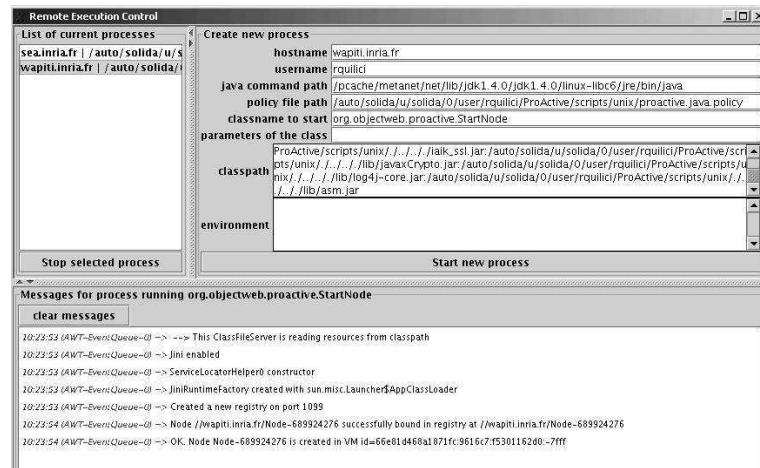 Remote Execution Control
List of current processes
sea.inria.fr | /auto/solida/u/s
wapiti.inria.fr | /auto/solida/
Stop selected process
Create new process
hostname wapiti.inria.fr
username rquilici
java command path /pcache/metanet/net/lib/jdk1.4.0/jdk1.4.0/linux-libc6/jre/bin/java
policy file path /auto/solida/u/solida/0/user/rquilici/ProActive/scripts/unix/proactive.java.policy
classname to start org.objectweb.proactive.StartNode
parameters of the class
classpath
ProActive/scripts/unix/./../.././iaik_ssl.jar:/auto/solida/u/solida/0/user/rquilici/ProActive/scri
pts/unix/./../.././lib/javaxCrypto.jar:/auto/solida/u/solida/0/user/rquilici/ProActive/scripts/u
nix/./../.././lib/log4j-core.jar:/auto/solida/u/solida/0/user/rquilici/ProActive/scripts/unix/./.
./.././lib/asm.jar
environment
Start new process
Messages for process running org.objectweb.proactive.StartNode
clear messages
10:23:53 (AWT-EventQueue-0) -> --> This ClassFileServer is reading resources from classpath
10:23:53 (AWT-EventQueue-0) -> Jini enabled
10:23:53 (AWT-EventQueue-0) -> ServiceLocatorHelper0 constructor
10:23:53 (AWT-EventQueue-0) -> JiniRuntimeFactory created with sun.misc.Launcher$AppClassLoader
10:23:53 (AWT-EventQueue-0) -> Created a new registry on port 1099
10:23:54 (AWT-EventQueue-0) -> Node //wapiti.inria.fr/Node-689924276 successfully bound in registry at //wapiti.inria.fr/Node-689924276
10:23:54 (AWT-EventQueue-0) -> OK. Node Node-689924276 is created in VM id=66e81d468a1871fc:9616c7:f5301162d0:-7fff